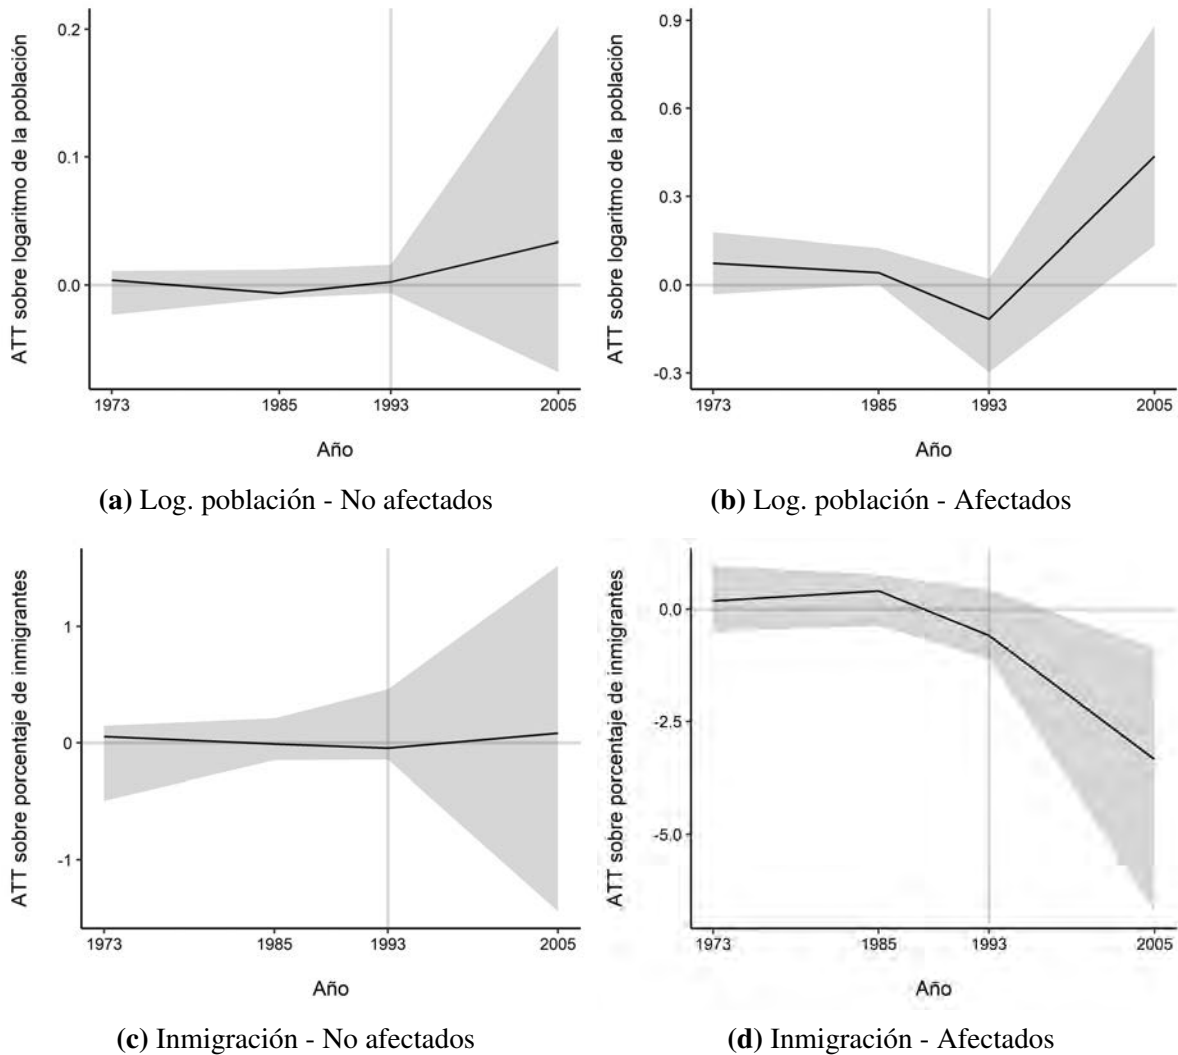 ATT sobre logaritmo de la población
0.2
0.1
0.0
1973
1985
1993
2005
Año
(a) Log. población - No afectados
ATT sobre logaritmo de la población
0.9
0.6
0.3
0.0
-0.3
1973
1985
1993
2005
Año
(b) Log. población - Afectados
ATT sobre porcentaje de inmigrantes
1
0
-1
1973
1985
1993
2005
Año
(c) Inmigración - No afectados
ATT sobre porcentaje de inmigrantes
0.0
-2.5
-5.0
1973
1985
1993
2005
Año
(d) Inmigración - Afectados